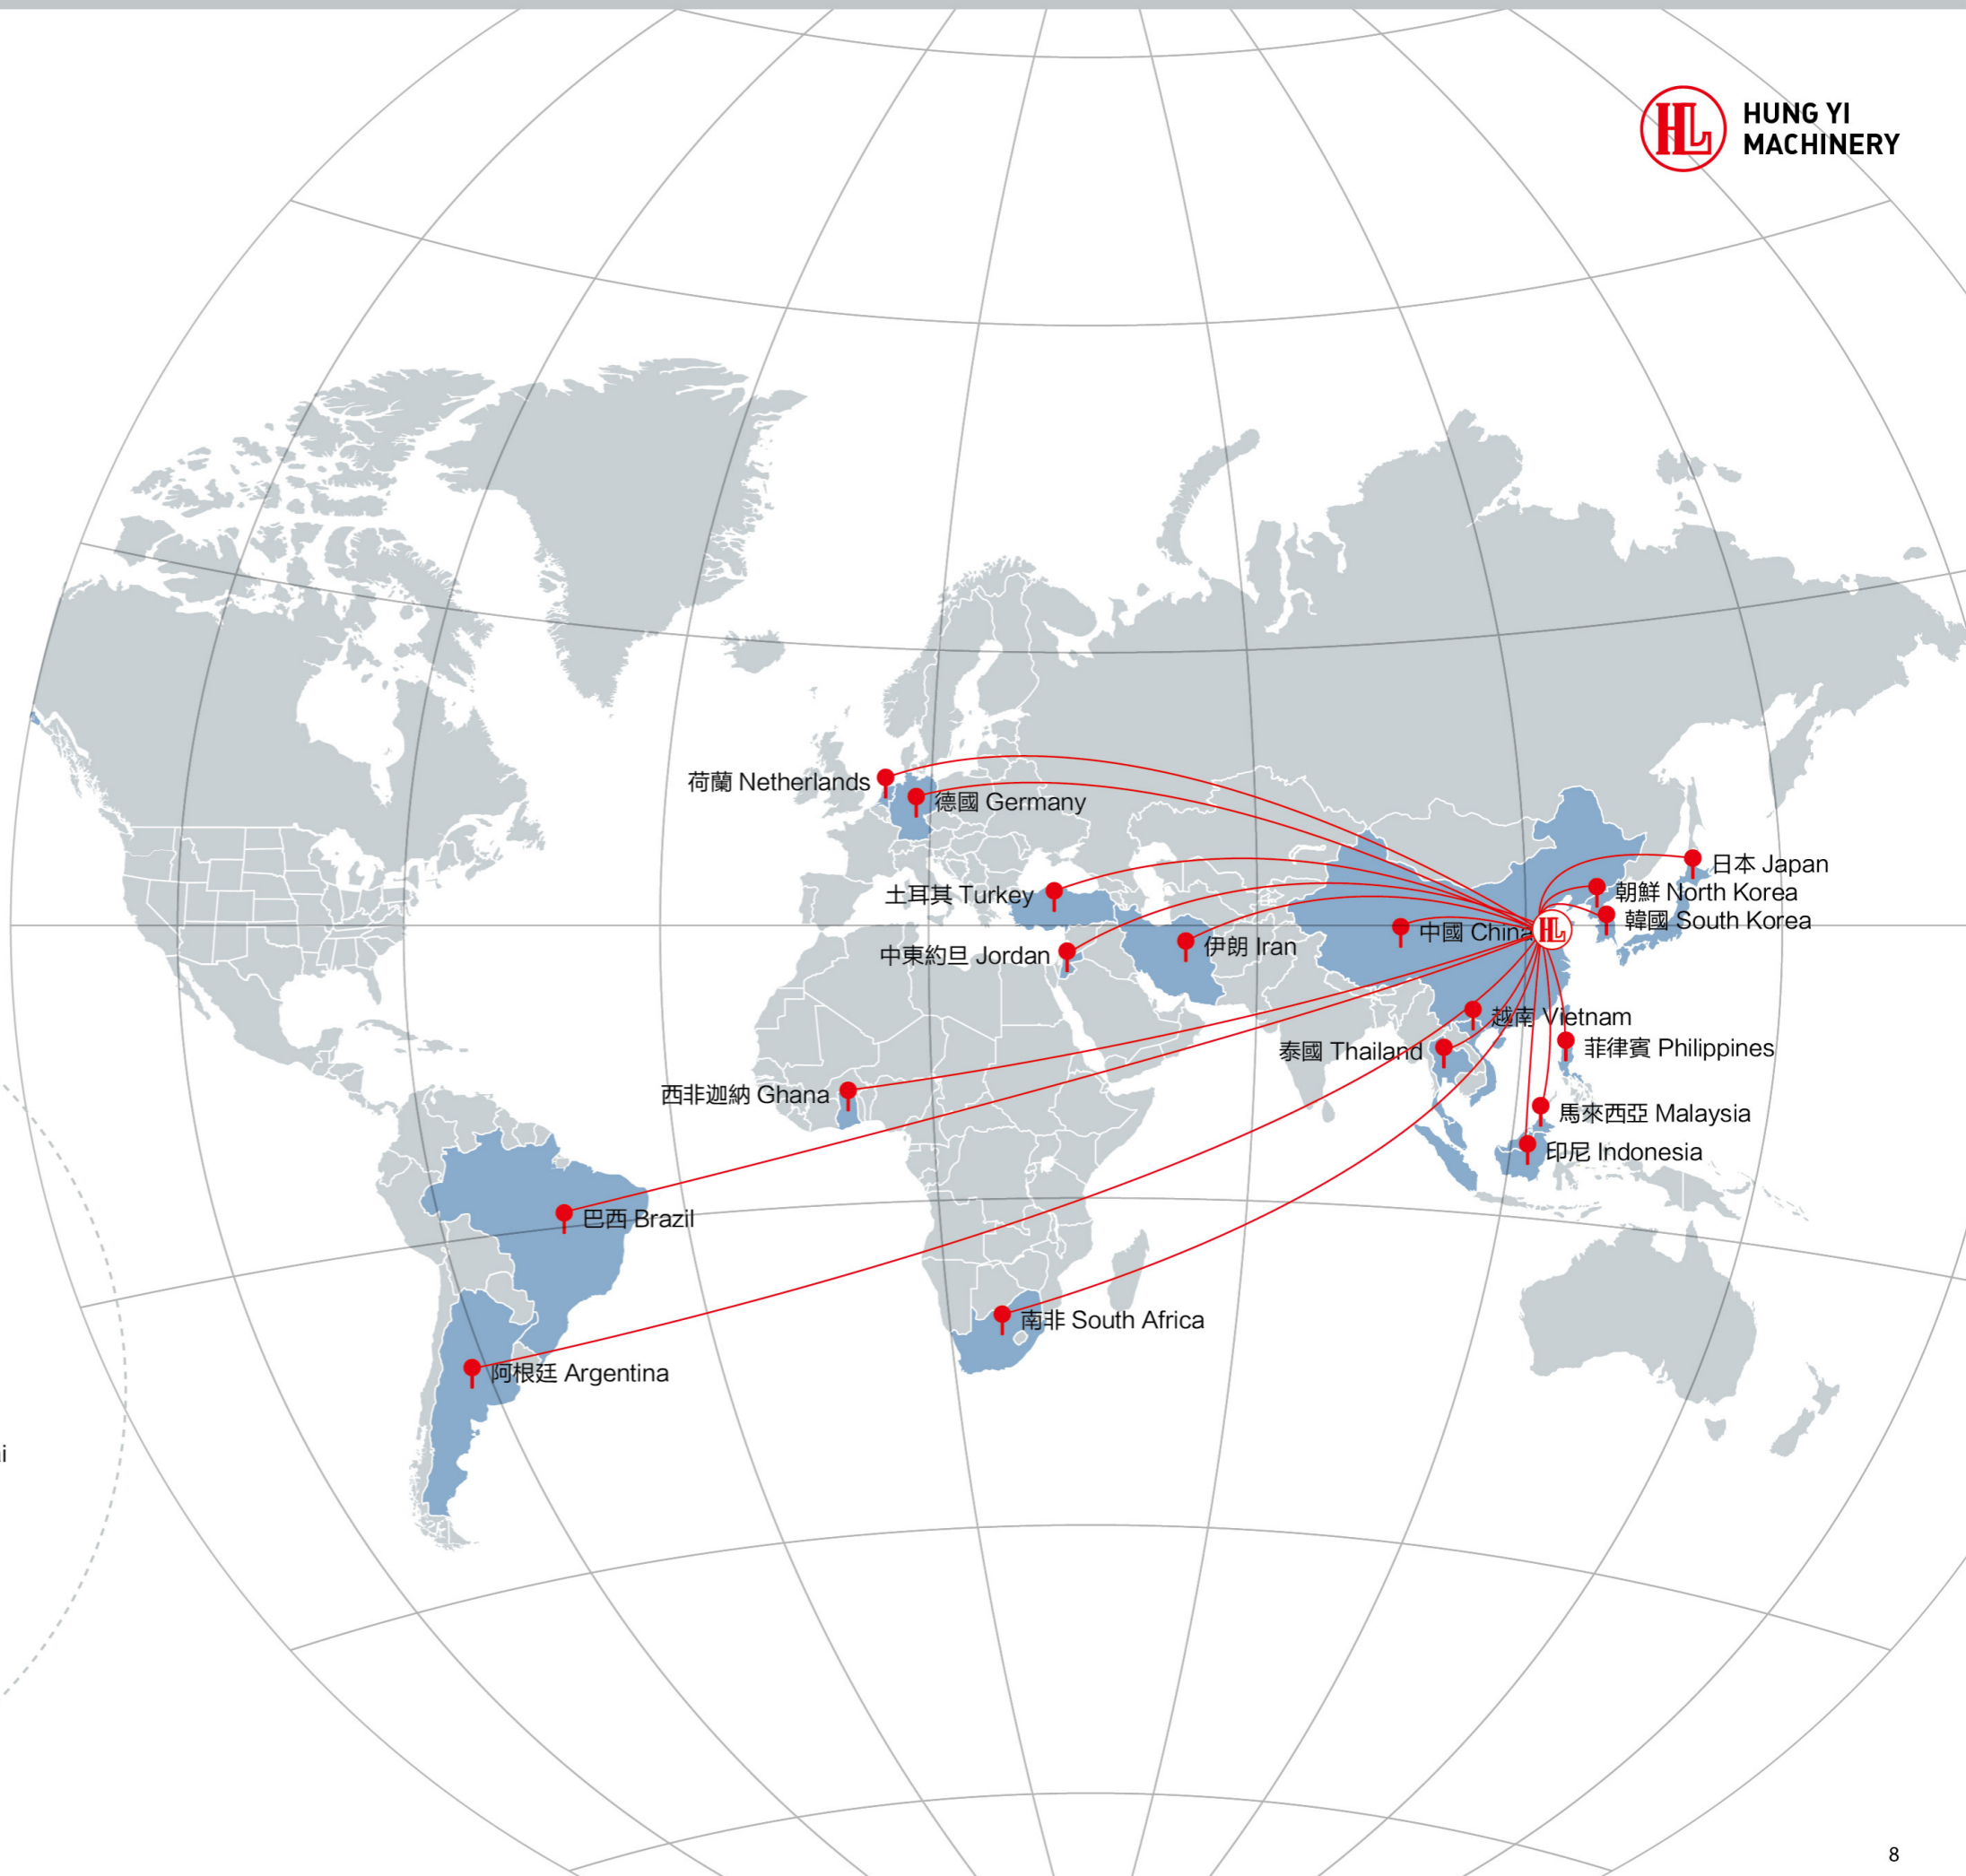 HL HUNG YI
MACHINERY
荷蘭 Netherlands
德國 Germany
日本 Japan
土耳其 Turkey
朝鮮 North Korea
韓國 South Korea
中國 China
HL
伊朗 Iran
中東約旦 Jordan
越南 Vietnam
泰國 Thailand
菲律賓 Philippines
西非迦納 Ghana
馬來西亞 Malaysia
印尼 Indonesia
巴西 Brazil
南非 South Africa
阿根廷 Argentina
8